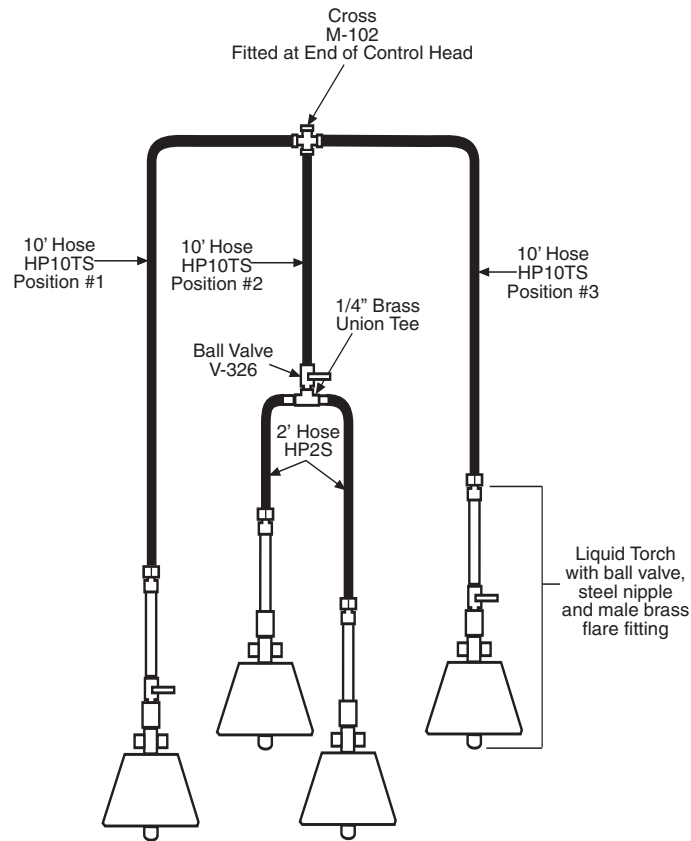 Cross
M-102
Fitted at End of Control Head
10’ Hose
HP10TS
Position #1
10’ Hose
HP10TS
Position #2
10’ Hose
HP10TS
Position #3
1/4” Brass
Union Tee
Ball Valve
V-326
2’ Hose
HP2S
Liquid Torch
with ball valve,
steel nipple
and male brass
flare fitting